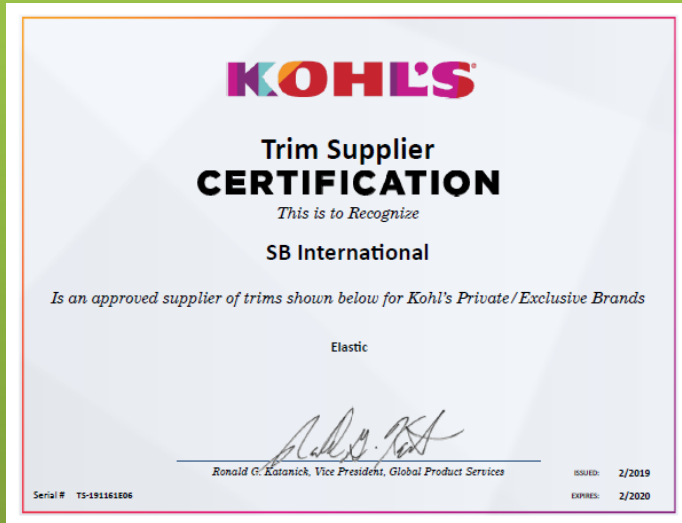 KOHL'S
Trim Supplier
CERTIFICATION
This is to Recognize
SB International
Is an approved supplier of trims shown below for Kohl's Private/Exclusive Brands
Elastic
Ronald G. Katanick, Vice President, Global Product Services
ISSUED: 2/2019
Serial # TS-191161E06
EXPIRES: 2/2020